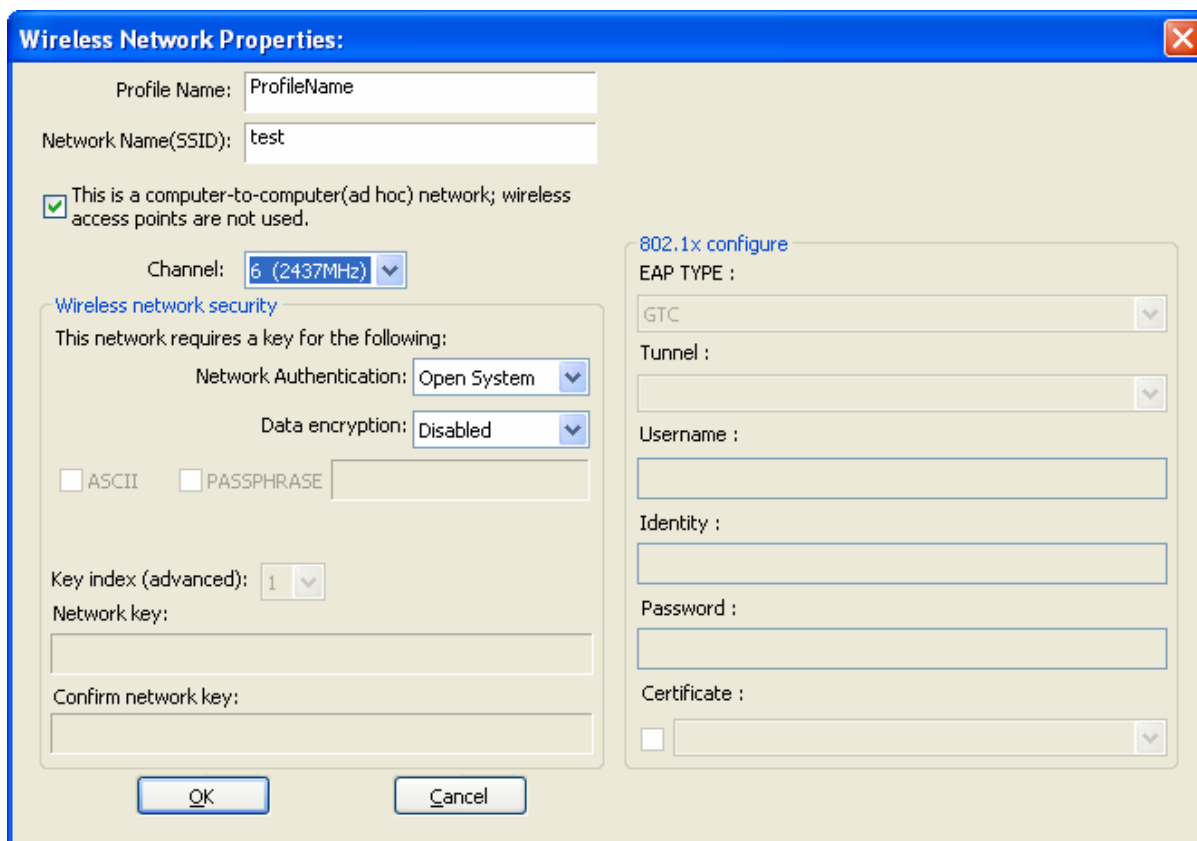 Wireless Network Properties:
Profile Name: ProfileName
Network Name(SSID): test
This is a computer-to-computer(ad hoc) network; wireless
access points are not used.
Channel: 6 (2437MHz)
Wireless network security
This network requires a key for the following:
Network Authentication: Open System
Data encryption: Disabled
ASCII PASSPHRASE
Key index (advanced): 1
Network key:
Confirm network key:
OK Cancel
802.1x configure
EAP TYPE :
GTC
Tunnel :
Username :
Identity :
Password :
Certificate :